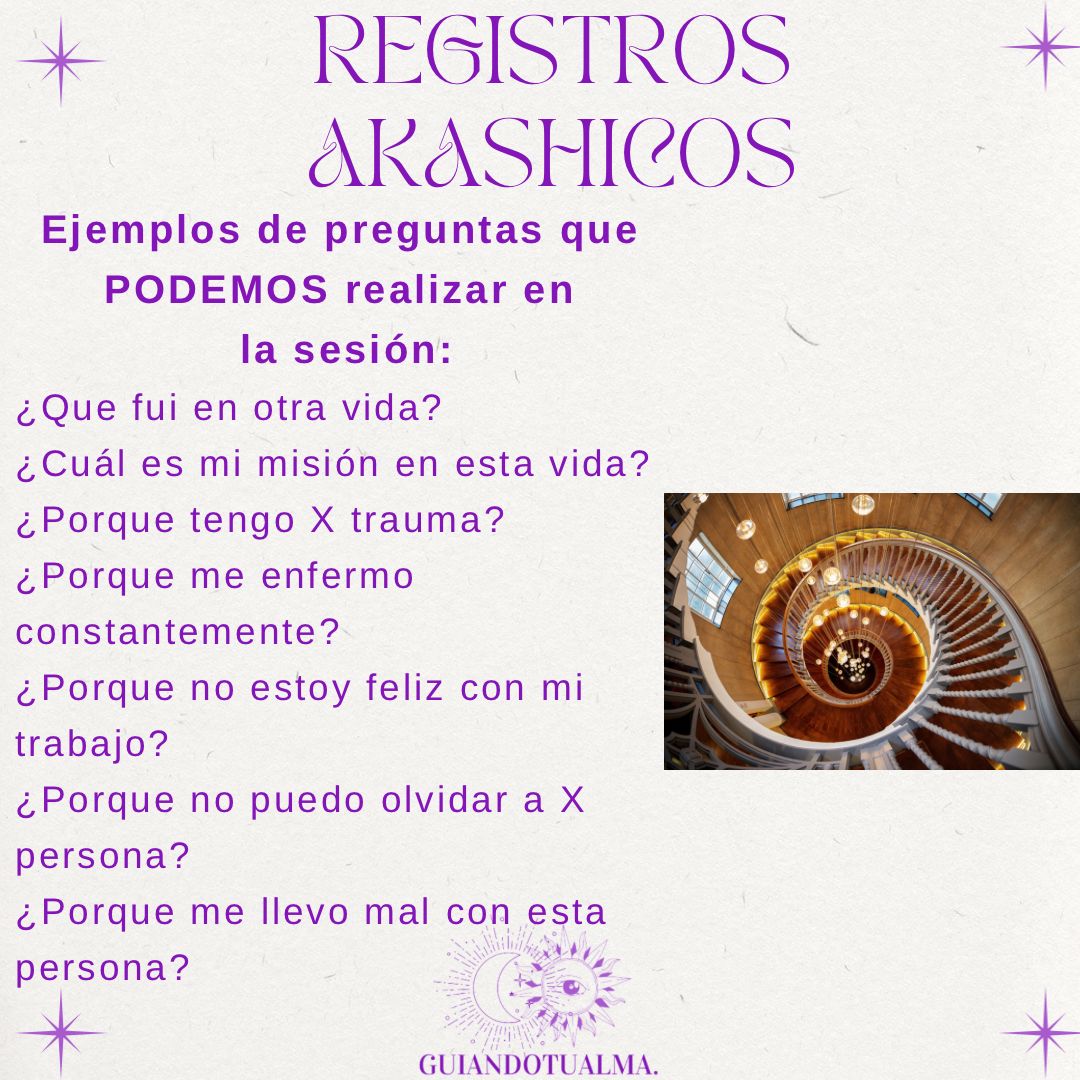 REGISTROS
AKASHICOS
Ejemplos de preguntas que
PODEMOS realizar en
la sesión:
¿Que fui en otra vida?
¿Cuál es mi misión en esta vida?
¿Porque tengo X trauma?
¿Porque me enfermo
constantemente?
¿Porque no estoy feliz con mi
trabajo?
¿Porque no puedo olvidar a X
persona?
¿Porque me llevo mal con esta
persona?
GUIANDOTUALMA.